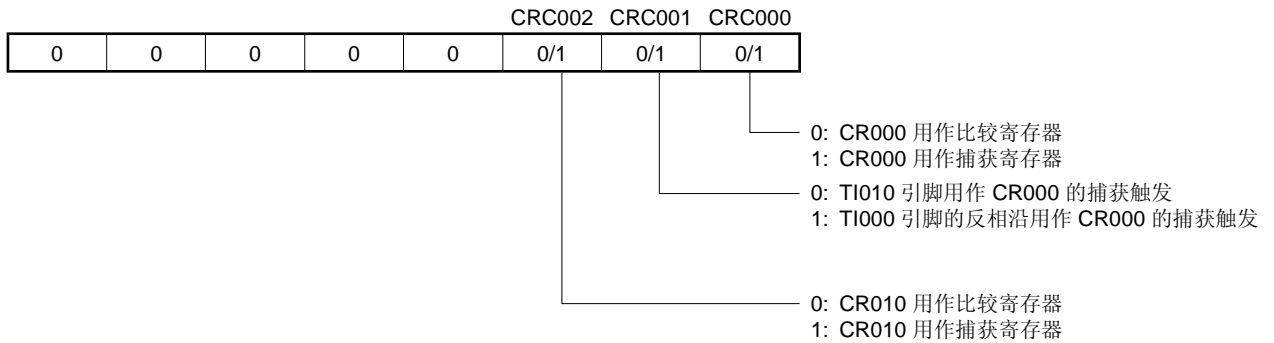 CRC002 CRC001 CRC000
0 0 0 0 0 0/1 0/1 0/1
0: CR000 用作比较寄存器
1: CR000 用作捕获寄存器
0: TI010 引脚用作 CR000 的捕获触发
1: TI000 引脚的反相沿用作 CR000 的捕获触发
0: CR010 用作比较寄存器
1: CR010 用作捕获寄存器